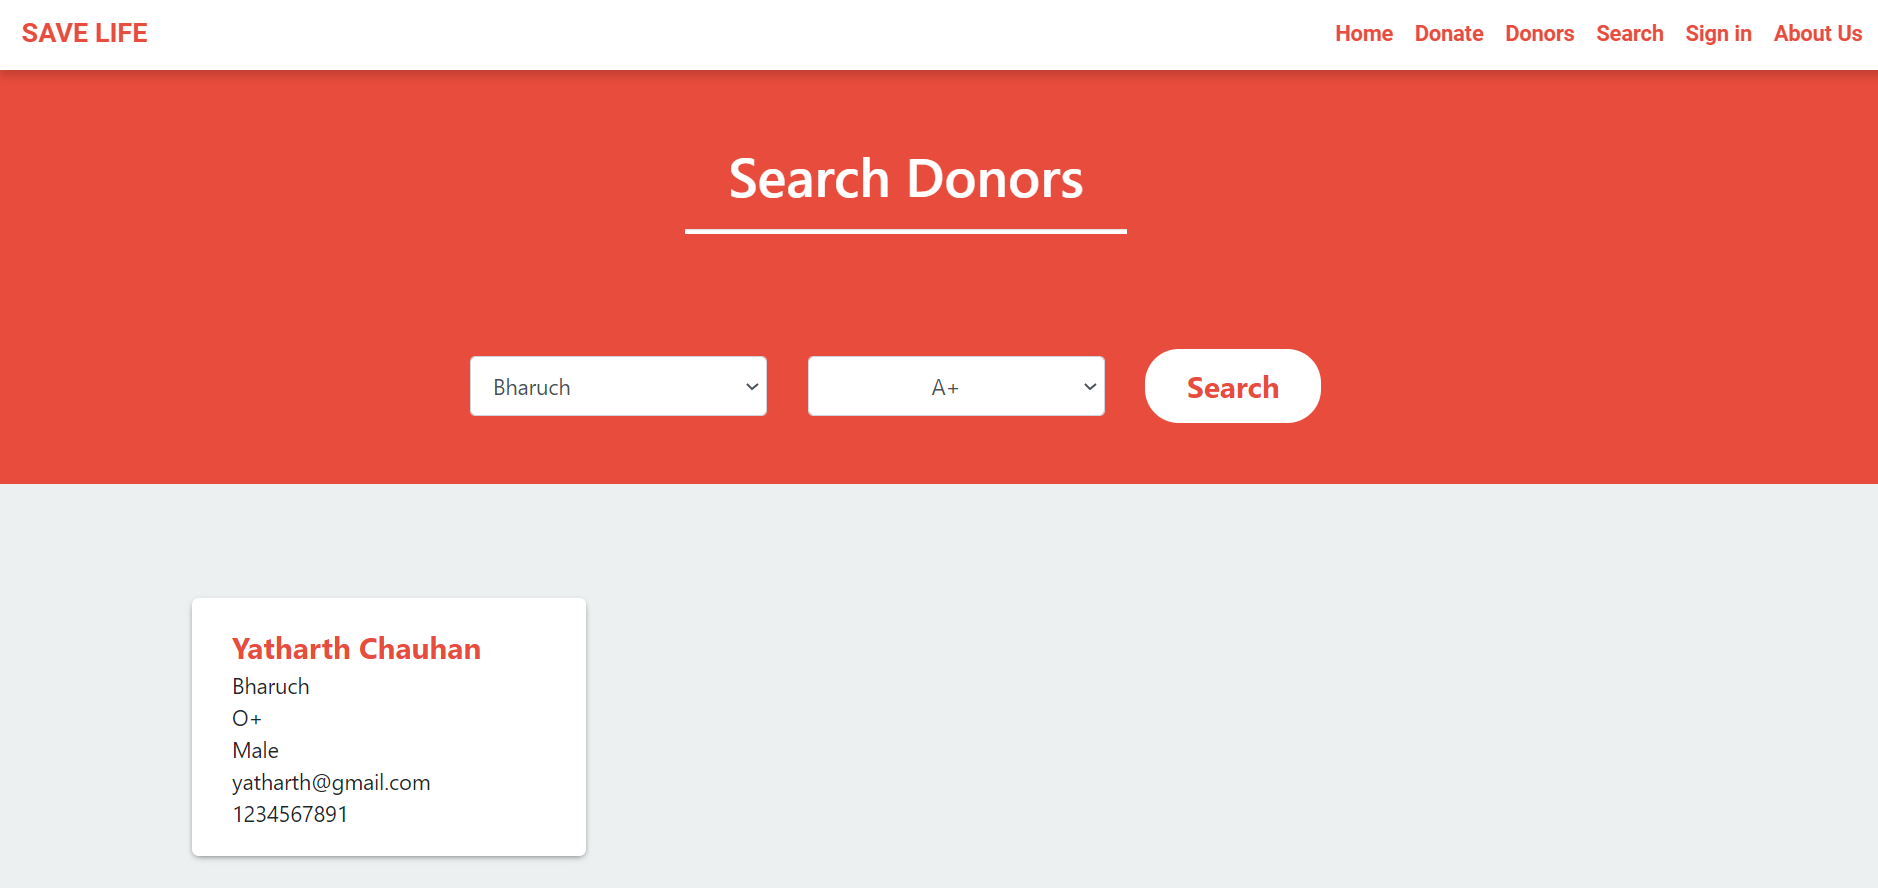 SAVE LIFE
Home Donate Donors Search Sign in About Us
Search Donors
Bharuch A+ Search
Yatharth Chauhan
Bharuch
O+
Male
yatharth@gmail.com
1234567891